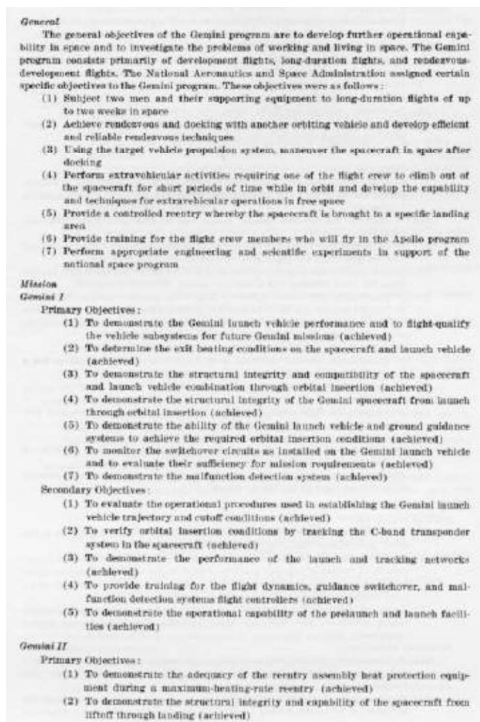 General
The general objectives of the Gemini program are to develop further operational capa-
bility in space and to investigate the problems of working and living in space. The Gemini
program consists primarily of development flights, long-duration flights, and rendezvous-
development flights. The National Aeronautics and Space Administration assigned certain
specific objectives to the Gemini program. These objectives were as follows:
(1) Subject two men and their supporting equipment to long-duration flights of up
to two weeks in space
(2) Achieve rendezvous and docking with another orbiting vehicle and develop efficient
and reliable rendezvous techniques
(3) Using the target vehicle propulsion system, maneuver the spacecraft in space after
docking
(4) Perform extravehicular activities requiring one of the flight crew to climb out of
the spacecraft for short periods of time while in orbit and develop the capability
and techniques for extravehicular operations in free space
(5) Provide a controlled reentry whereby the spacecraft is brought to a specific landing
area
(6) Provide training for the flight crew members who will fly in the Apollo program
(7) Perform appropriate engineering and scientific experiments in support of the
national space program
Mission
Gemini I
Primary Objectives:
(1) To demonstrate the Gemini launch vehicle performance and to flight-qualify
the vehicle subsystems for future Gemini missions (achieved)
(2) To determine the exit heating conditions on the spacecraft and launch vehicle
(achieved)
(3) To demonstrate the structural integrity and compatibility of the spacecraft
and launch vehicle combination through orbital insertion (achieved)
(4) To demonstrate the structural integrity of the Gemini spacecraft from launch
through orbital insertion (achieved)
(5) To demonstrate the ability of the Gemini launch vehicle and ground guidance
systems to achieve the required orbital insertion conditions (achieved)
(6) To monitor the switchover circuits as installed on the Gemini launch vehicle
and to evaluate their sufficiency for mission requirements (achieved)
(7) To demonstrate the malfunction detection system (achieved)
Secondary Objectives:
(1) To evaluate the operational procedures used in establishing the Gemini launch
vehicle trajectory and cutoff conditions (achieved)
(2) To verify orbital insertion conditions by tracking the C-band transponder
system in the spacecraft (achieved)
(3) To demonstrate the performance of the launch and tracking networks
(achieved)
(4) To provide training for the flight dynamics, guidance switchover, and mal-
function detection systems flight controllers (achieved)
(5) To demonstrate the operational capability of the prelaunch and launch facili-
ties (achieved)
Gemini II
Primary Objectives:
(1) To demonstrate the adequacy of the reentry assembly heat protection equip-
ment during a maximum-heating-rate reentry (achieved)
(2) To demonstrate the structural integrity and capability of the spacecraft from
liftoff through landing (achieved)